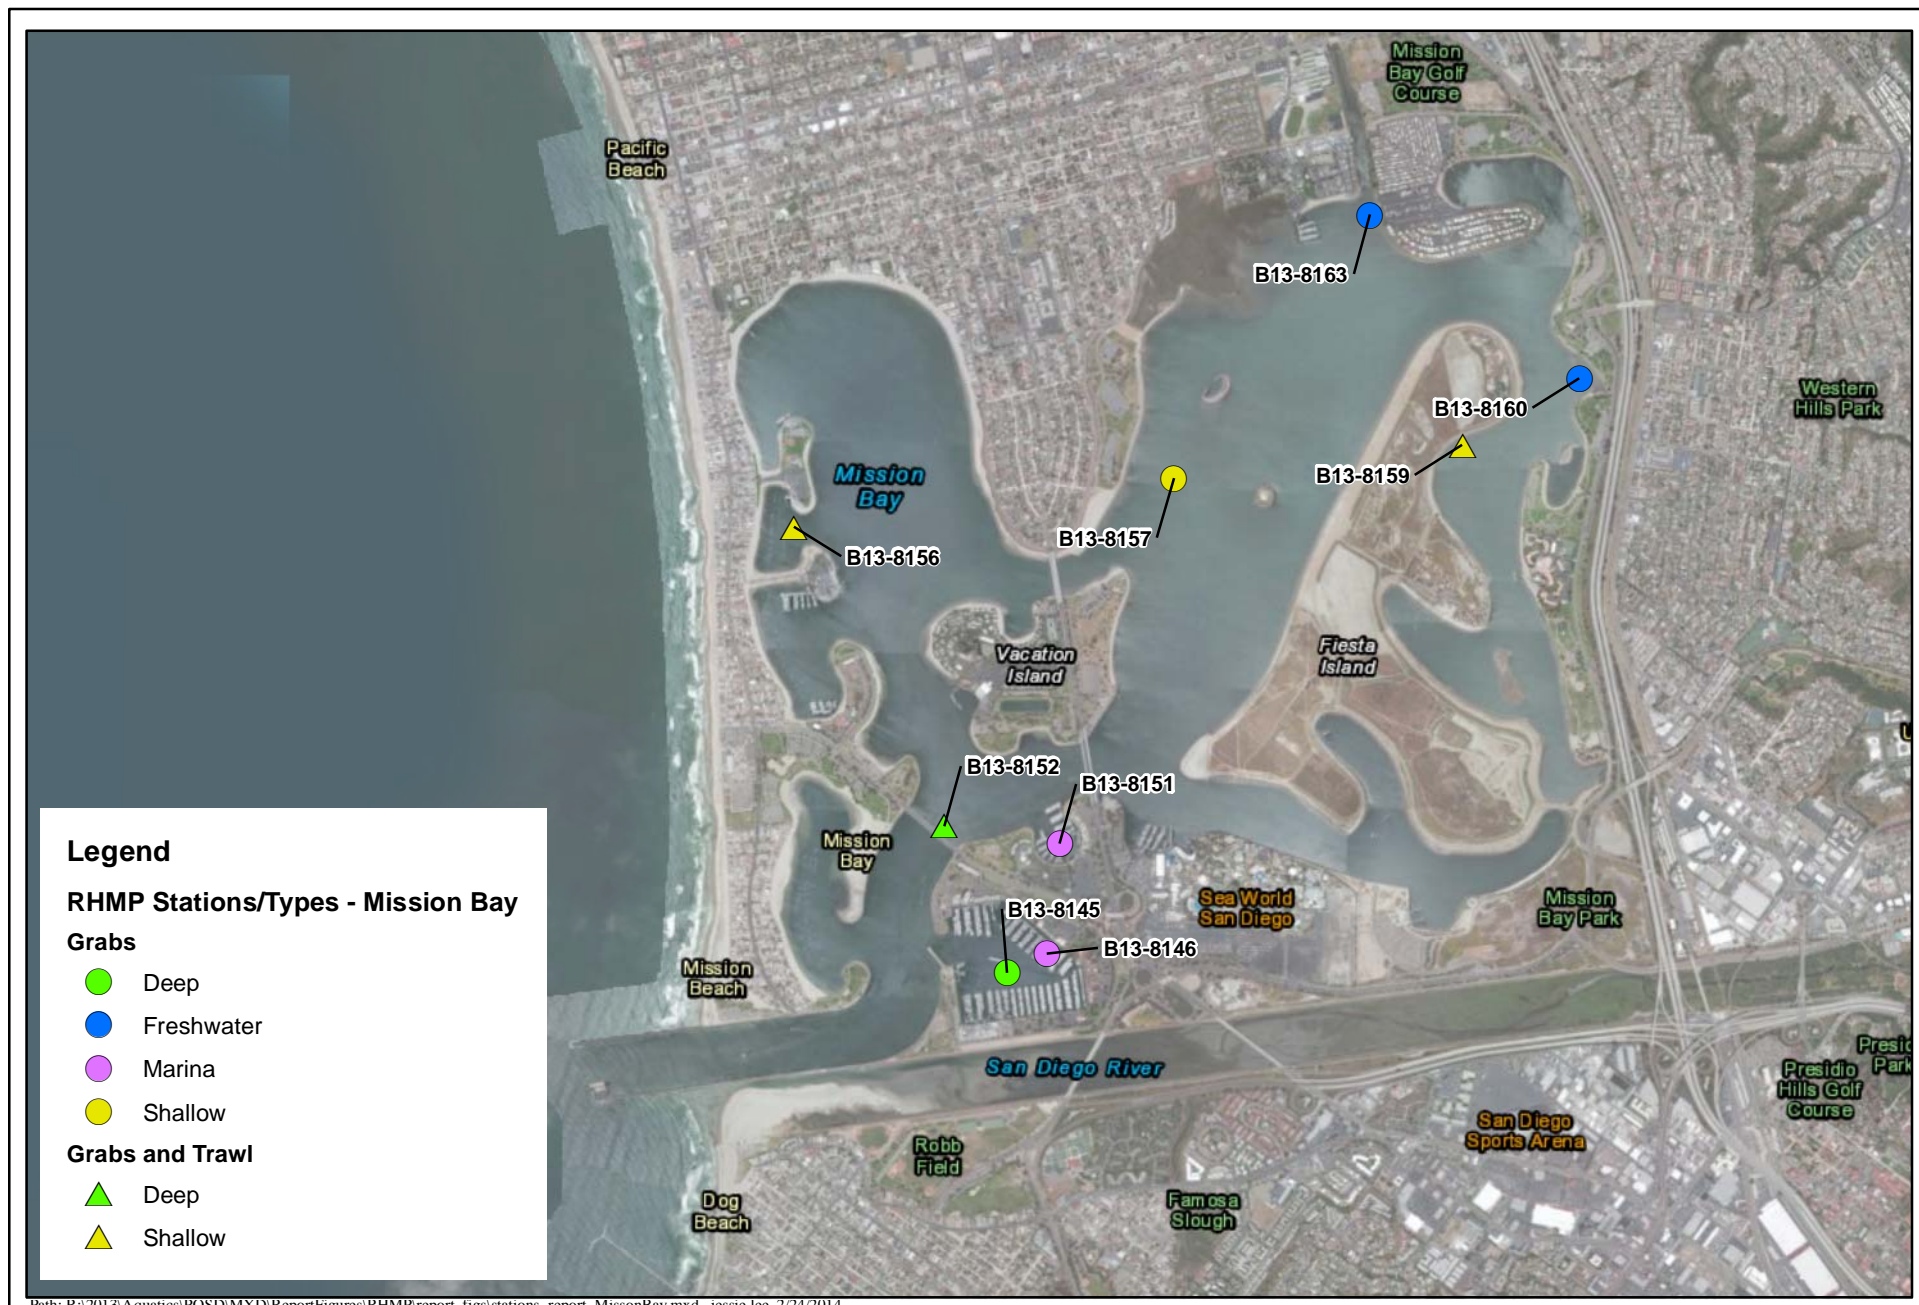 Mission
Bay Golf
Course
Pacific
Beach
B13-8163
Western
Hills Park
B13-8160
Mission
Bay
B13-8159
B13-8157
B13-8156
Fiesta
Island
Vacation
Island
B13-8152
B13-8151
Mission
Bay
Sea World
San Diego
Mission
Bay Park
B13-8145
B13-8146
Mission
Beach
San Diego River
Presidio
Hills Golf
Course
Park
San Diego
Sports Arena
Robb
Field
Dog
Beach
Famosa
Slough
Legend
RHMP Stations/Types - Mission Bay
Grabs
Deep
Freshwater
Marina
Shallow
Grabs and Trawl
Deep
Shallow